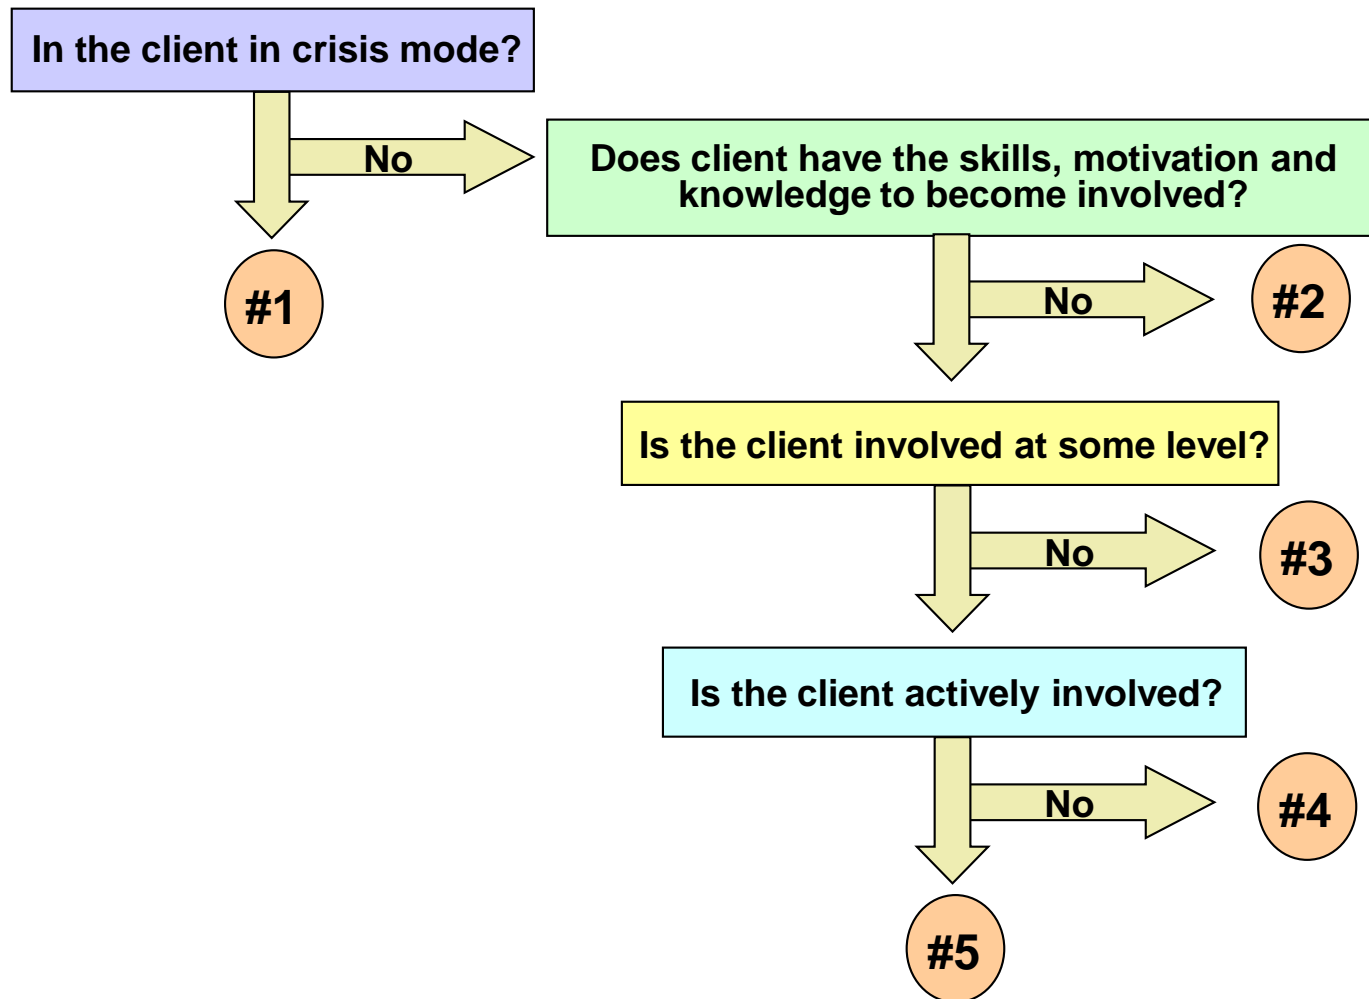 In the client in crisis mode?
No
Does client have the skills, motivation and
knowledge to become involved?
#1
No
#2
Is the client involved at some level?
No
#3
Is the client actively involved?
No
#4
#5